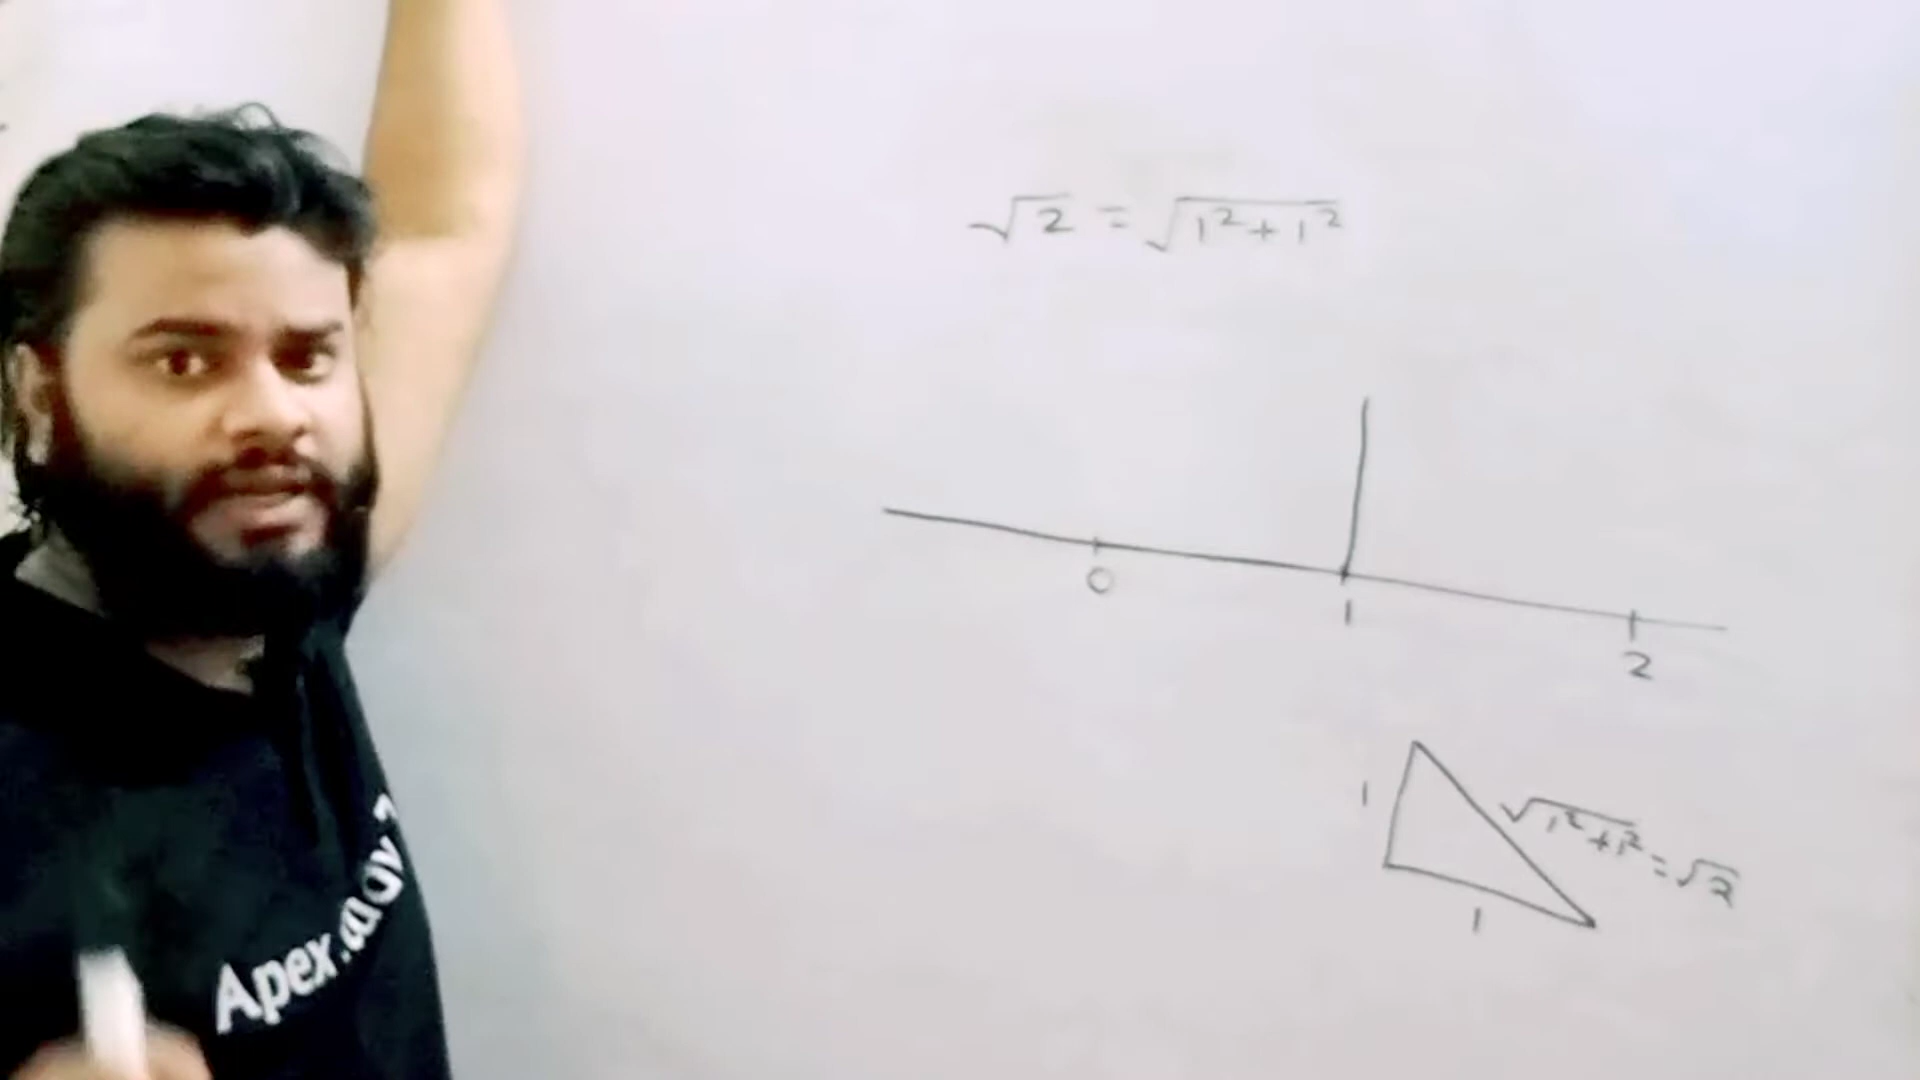 √2 = √1²+1²
0
1
2
1
√1²+1² = √2
1
Apex.